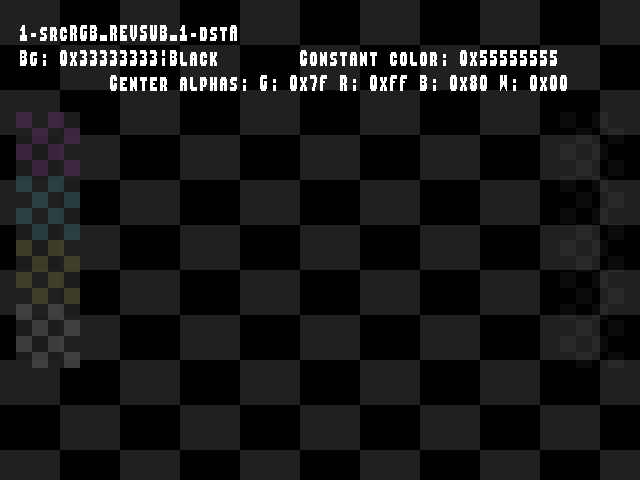 1-srcRGB_REVSUB_1-dstA
Bg: 0x33333333¦Black Constant color: 0x55555555
Center alphas: G: 0x7f R: 0xff B: 0x80 W: 0x00